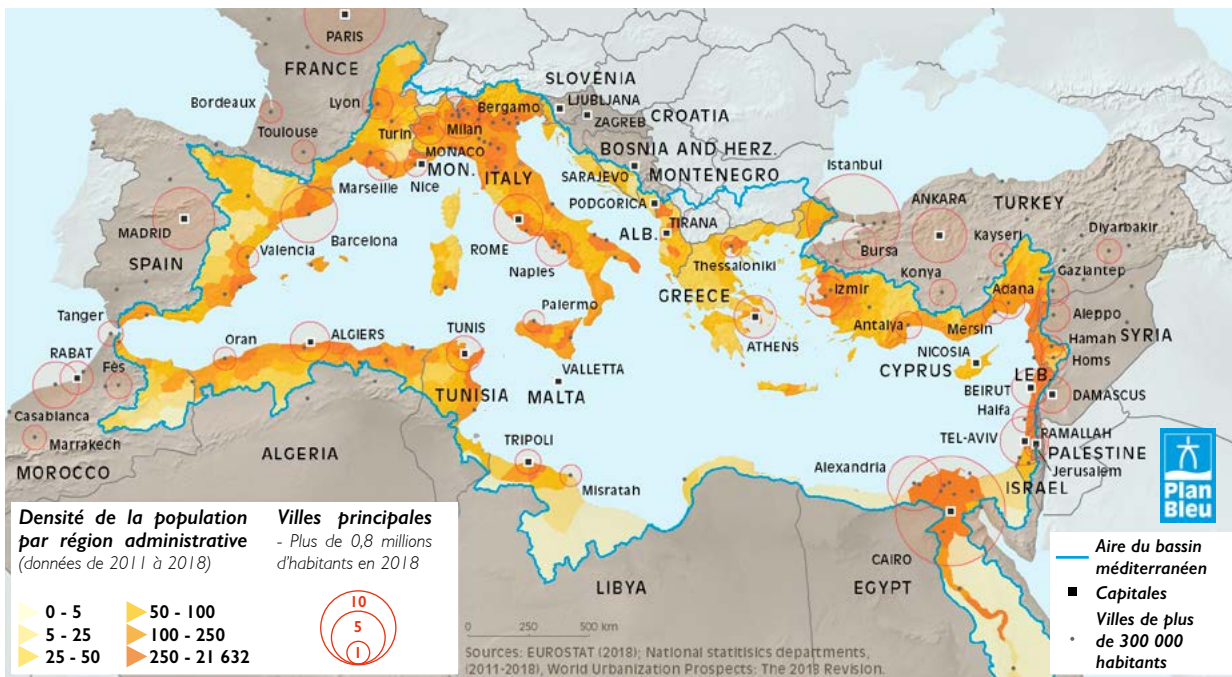 PARIS
FRANCE
SLOVENIA
LJUBLJANA
ZAGREB
CROATIA
Bordeaux
Lyon
Bergamo
Toulouse
Turin
Milan
BOSNIA AND HERZ.
MONACO
MON.
ITALY
SARAJEVO
MONTENEGRO
Istanbul
Marseille
Nice
PODGORICA
ANKARA
TURKEY
MADRID
TIRANA
ALB.
Kayseri
Diyarbakir
SPAIN
Valencia
Barcelona
ROME
Naples
Thessaloniki
Bursa
Konya
Gaziantep
GREECE
Izmir
Adana
Tanger
Palermo
Antalya
Mersin
Aleppo
SYRIA
Oran
ALGIERS
TUNIS
ATHENS
NICOSIA
Hamah
Homs
RABAT
Fès
VALLETTA
CYPRUS
LEB.
TUNISIA
MALTA
BEIRUT
DAMASCUS
Casablanca
Haifa
Marrakech
TRIPOLI
TEL-AVIV
RAMALLAH
PALESTINE
MOROCCO
ALGERIA
Alexandria
Jerusalem
Misratah
ISRAEL
CAIRO
LIBYA
EGYPT
Plan
Bleu
Densité de la population
par région administrative
(données de 2011 à 2018)
0 - 5
5 - 25
25 - 50
50 - 100
100 - 250
250 - 21 632
Villes principales
- Plus de 0,8 millions
d'habitants en 2018
10
5
1
0 250 500 km
Sources: EUROSTAT (2018); National statitisics departments,
(2011-2018), World Urbanization Prospects: The 2018 Revision.
Aire du bassin
méditerranéen
Capitales
Villes de plus
de 300 000
habitants